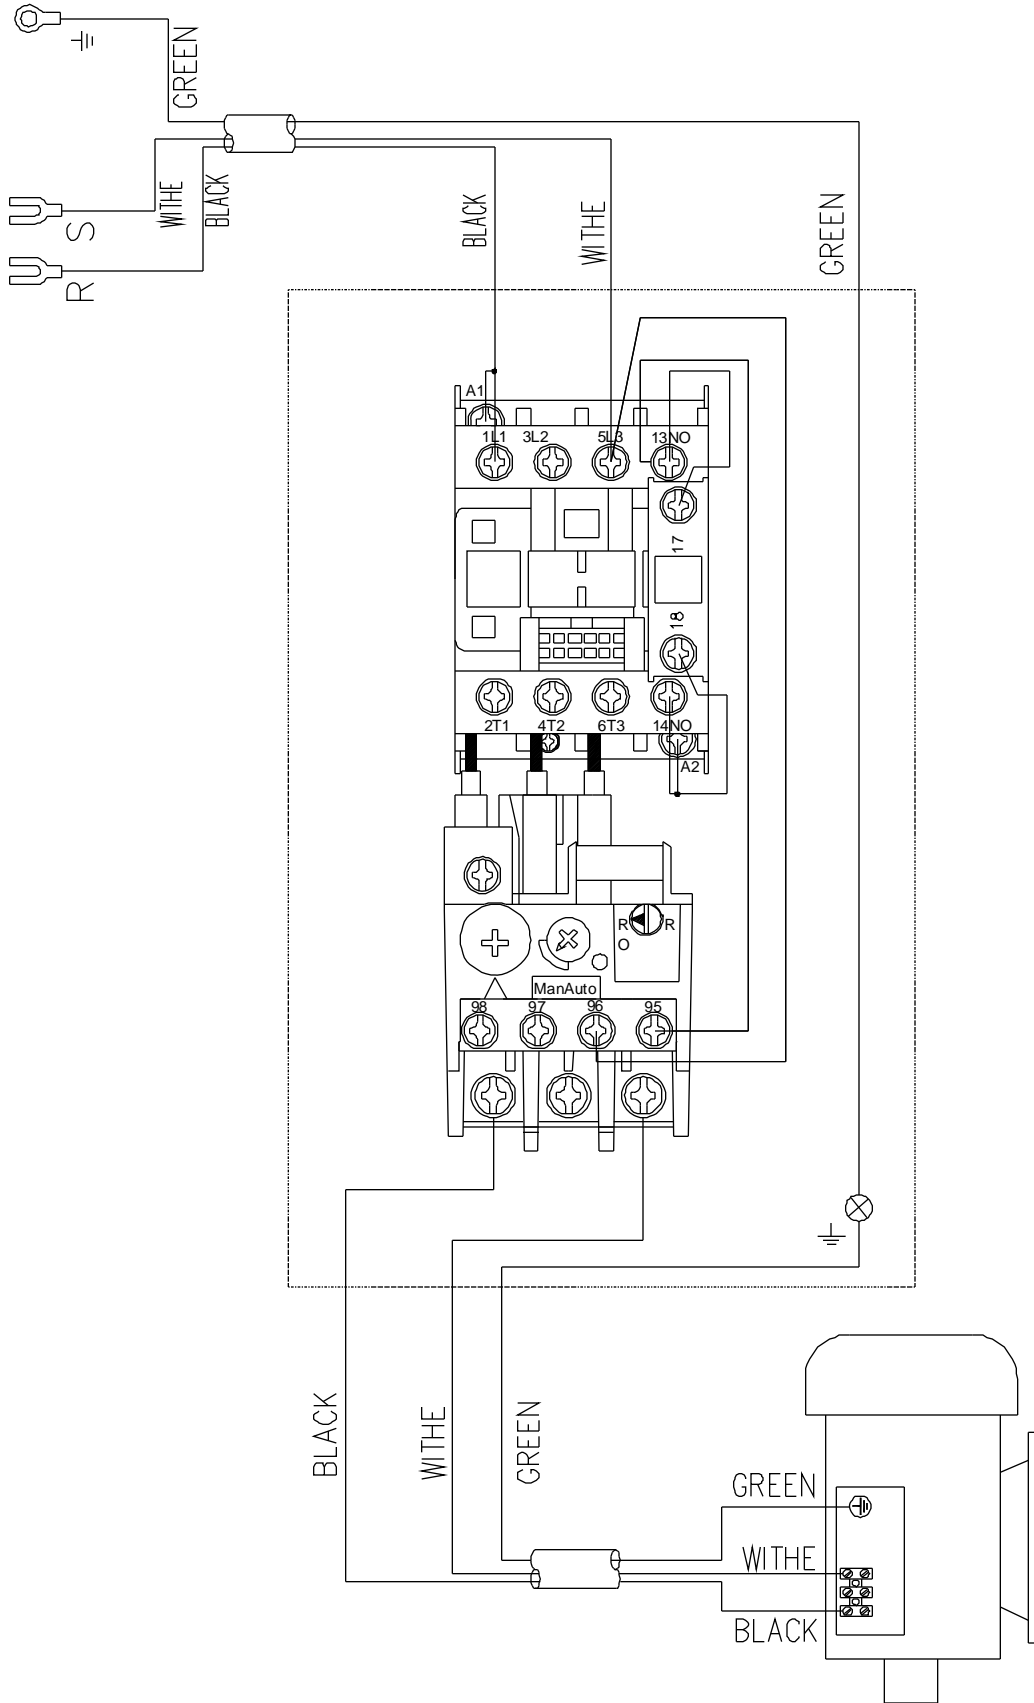 GREEN
WITHE
BLACK
S
R
BLACK
WITHE
GREEN
A1
1L1
3L2
5L3
13NO
17
18
2T1
4T2
6T3
14NO
A2
R
R
O
ManAuto
98
97
96
95
BLACK
WITHE
GREEN
GREEN
WITHE
BLACK